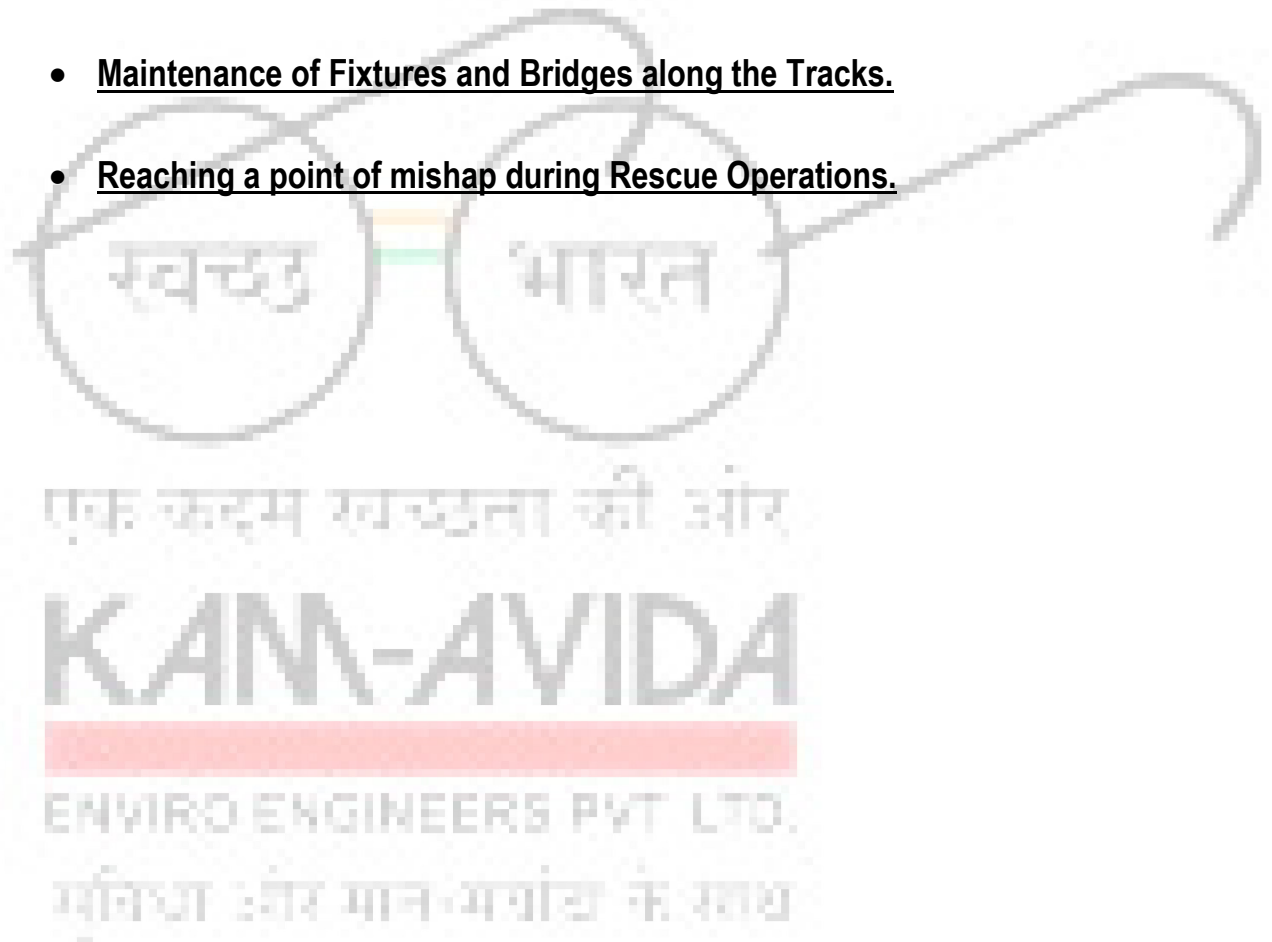 • Maintenance of Fixtures and Bridges along the Tracks.
• Reaching a point of mishap during Rescue Operations.
स्वच्छ भारत
एक कदम स्वच्छता की ओर
KAM-AVIDA
ENVIRO ENGINEERS PVT. LTD.
सुविधा और मान-मर्यादा के साथ